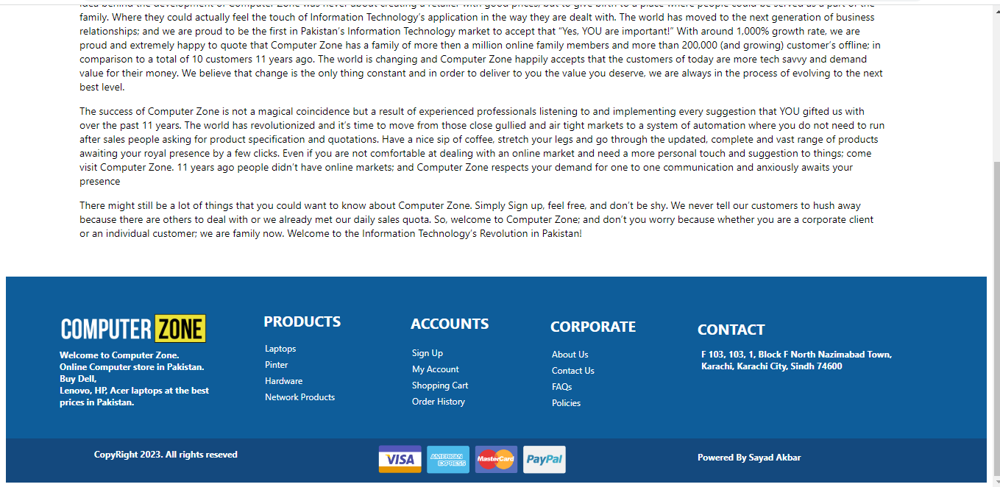 idea behind the development of Computer Zone was never about creating a retailer with good prices, but to give birth to a place where people could be served as a part of the
family. Where they could actually feel the touch of Information Technology’s application in the way they are dealt with. The world has moved to the next generation of business
relationships; and we are proud to be the first in Pakistan’s Information Technology market to accept that “Yes, YOU are important!” With around 1,000% growth rate, we are
proud and extremely happy to quote that Computer Zone has a family of more then a million online family members and more than 200,000 (and growing) customer’s offline; in
comparison to a total of 10 customers 11 years ago. The world is changing and Computer Zone happily accepts that the customers of today are more tech savvy and demand
value for their money. We believe that change is the only thing constant and in order to deliver to you the value you deserve, we are always in the process of evolving to the next
best level.
The success of Computer Zone is not a magical coincidence but a result of experienced professionals listening to and implementing every suggestion that YOU gifted us with
over the past 11 years. The world has revolutionized and it’s time to move from those close gullied and air tight markets to a system of automation where you do not need to run
after sales people asking for product specification and quotations. Have a nice sip of coffee, stretch your legs and go through the updated, complete and vast range of products
awaiting your royal presence by a few clicks. Even if you are not comfortable at dealing with an online market and need a more personal touch and suggestion to things; come
visit Computer Zone. 11 years ago people didn’t have online markets; and Computer Zone respects your demand for one to one communication and anxiously awaits your
presence
There might still be a lot of things that you could want to know about Computer Zone. Simply Sign up, feel free, and don’t be shy. We never tell our customers to hush away
because there are others to deal with or we already met our daily sales quota. So, welcome to Computer Zone; and don’t you worry because whether you are a corporate client
or an individual customer; we are family now. Welcome to the Information Technology’s Revolution in Pakistan!
COMPUTER ZONE
Welcome to Computer Zone.
Online Computer store in Pakistan.
Buy Dell,
Lenovo, HP, Acer laptops at the best
prices in Pakistan.
PRODUCTS
Laptops
Pinter
Hardware
Network Products
ACCOUNTS
Sign Up
My Account
Shopping Cart
Order History
CORPORATE
About Us
Contact Us
FAQs
Policies
CONTACT
F 103, 103, 1, Block F North Nazimabad Town,
Karachi, Karachi City, Sindh 74600
CopyRight 2023. All rights reseved
VISA
AMERICAN
EXPRESS
MasterCard
PayPal
Powered By Sayad Akbar